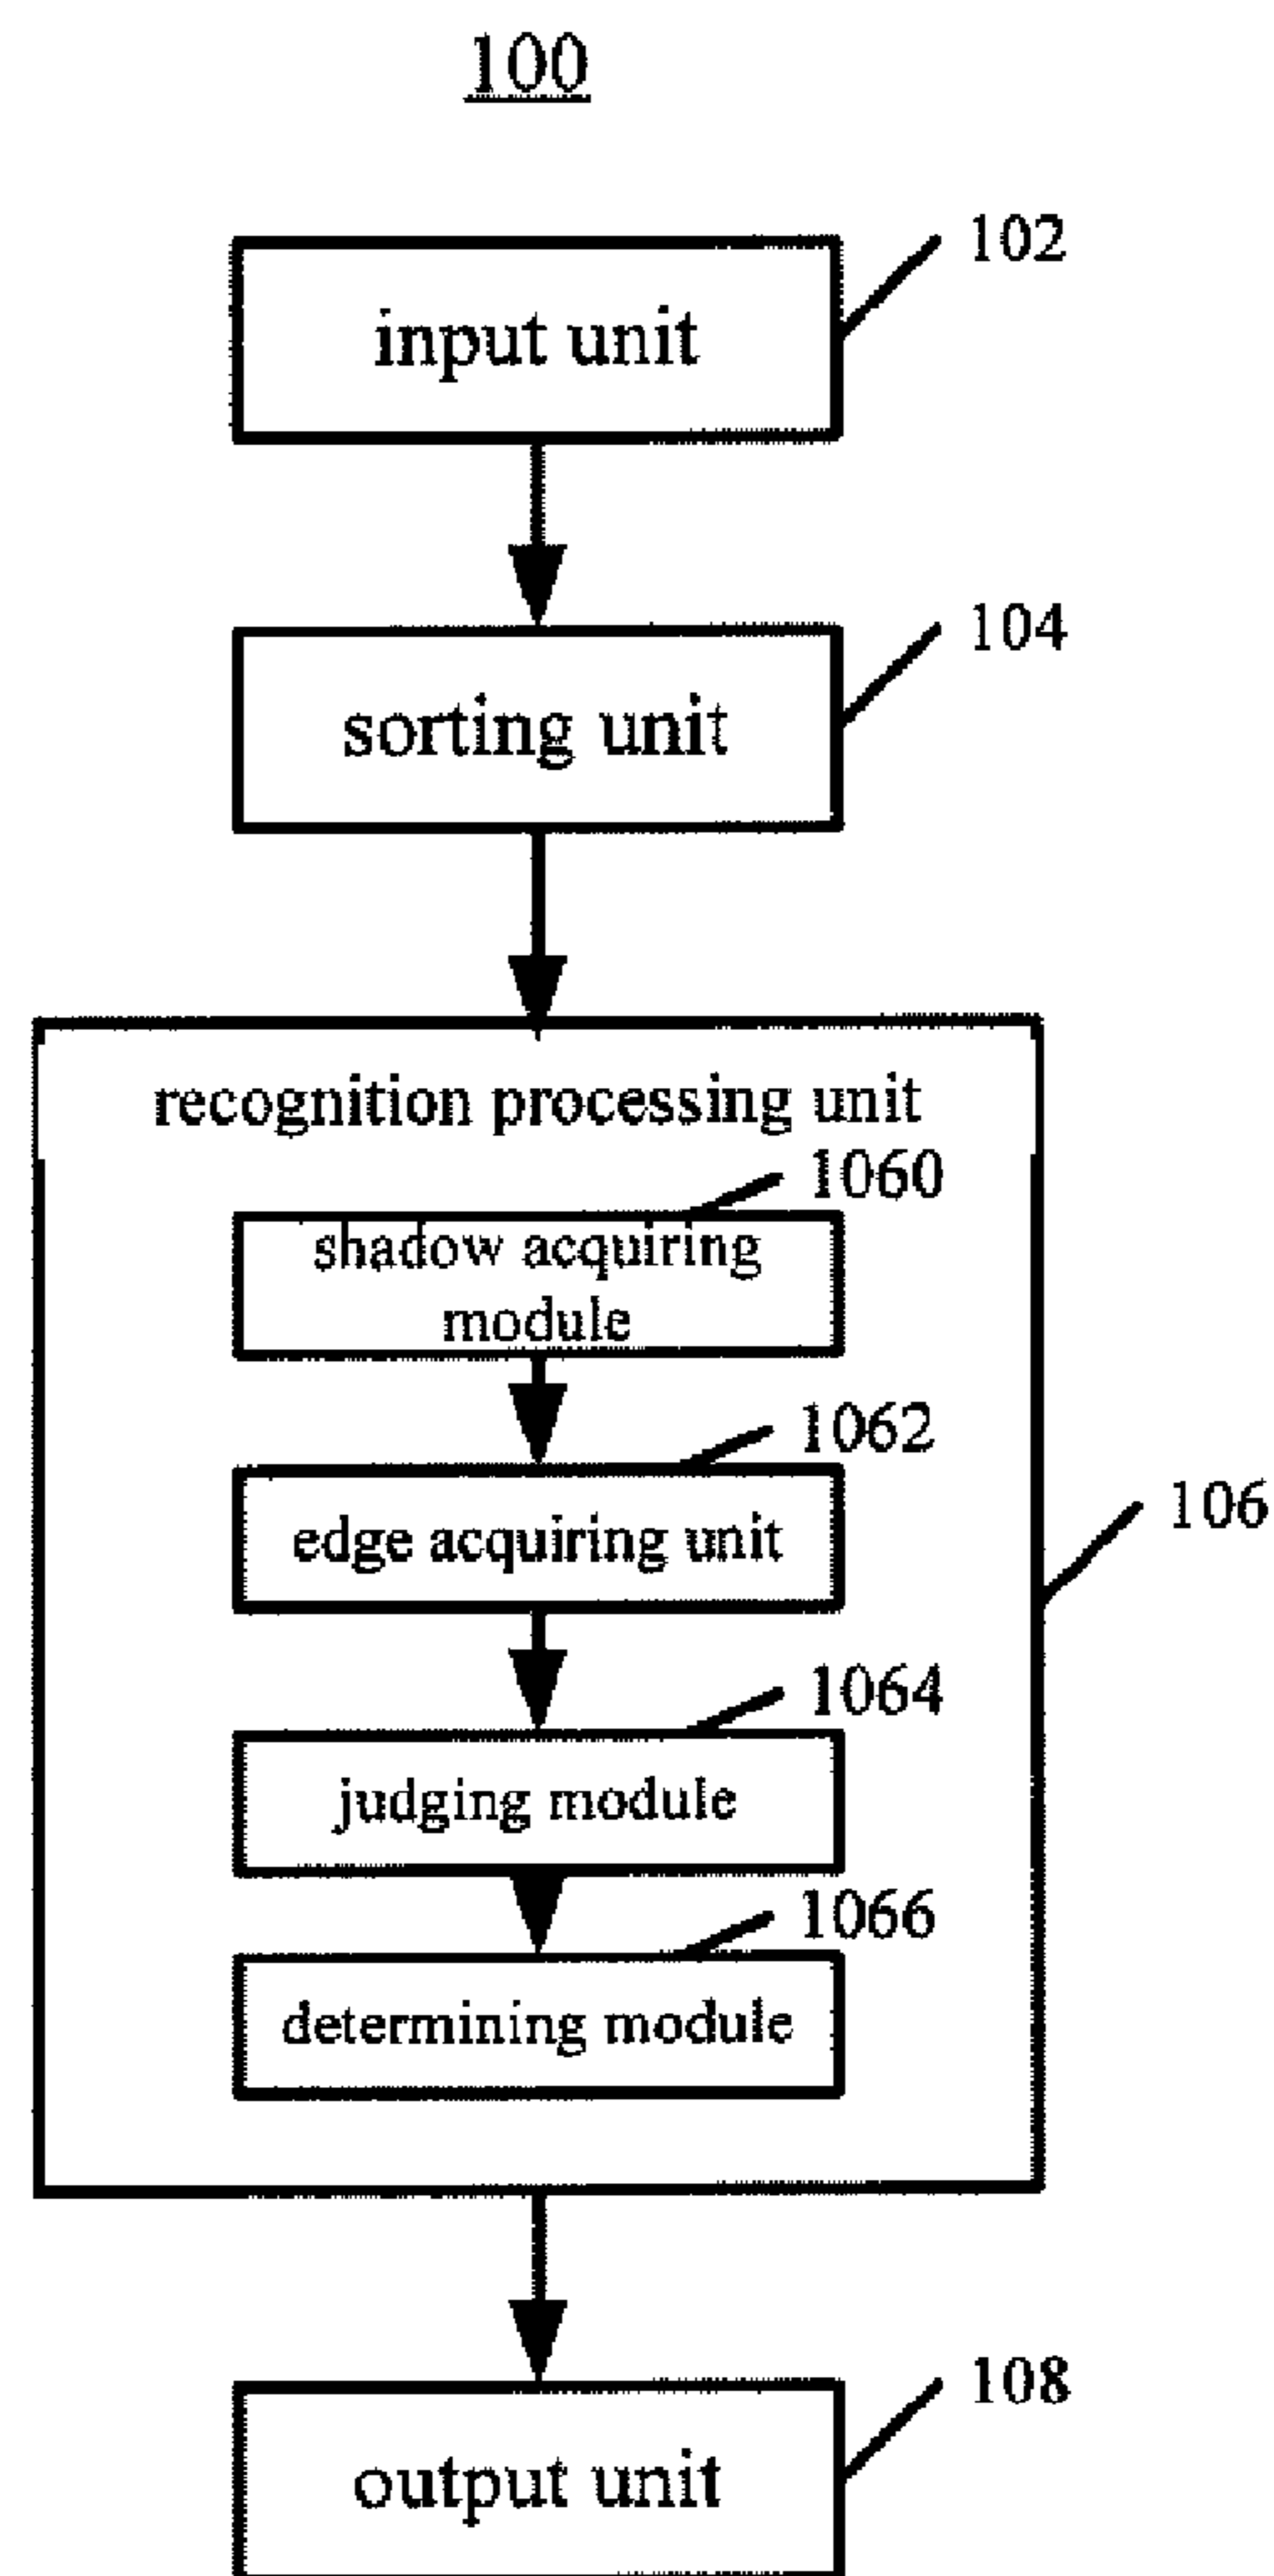 100
102
input unit
104
sorting unit
recognition processing unit
1060
shadow acquiring
module
1062
edge acquiring unit
106
1064
judging module
1066
determining module
108
output unit